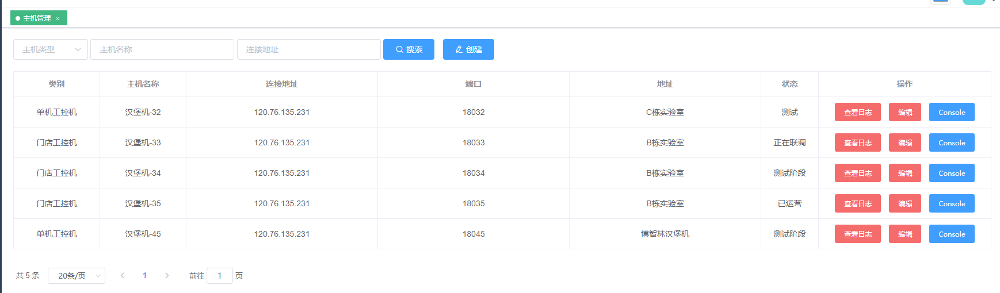 主机管理 ×
主机类型 主机名称 连接地址 搜索 创建
类别 主机名称 连接地址 端口 地址 状态 操作
单机工控机 汉堡机-32 120.76.135.231 18032 C栋实验室 测试 查看日志 编辑 Console
门店工控机 汉堡机-33 120.76.135.231 18033 B栋实验室 正在联调 查看日志 编辑 Console
门店工控机 汉堡机-34 120.76.135.231 18034 B栋实验室 测试阶段 查看日志 编辑 Console
门店工控机 汉堡机-35 120.76.135.231 18035 B栋实验室 已运营 查看日志 编辑 Console
单机工控机 汉堡机-45 120.76.135.231 18045 博智林汉堡机 测试阶段 查看日志 编辑 Console
共 5 条 20条/页 1 前往 1 页